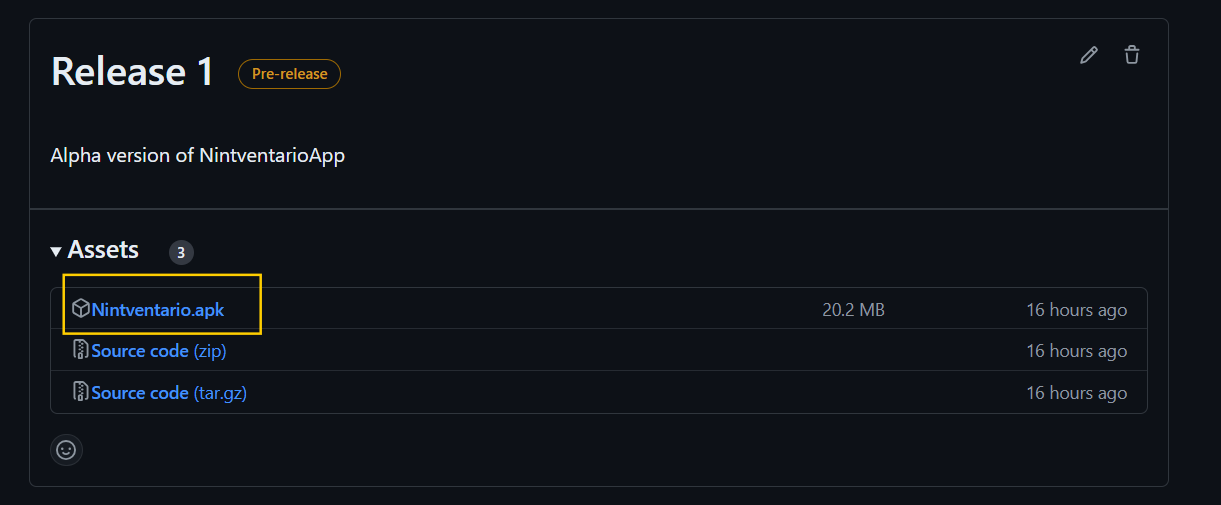 Release 1 Pre-release
Alpha version of NintventarioApp
Assets 3
Nintventario.apk 20.2 MB 16 hours ago
Source code (zip) 16 hours ago
Source code (tar.gz) 16 hours ago